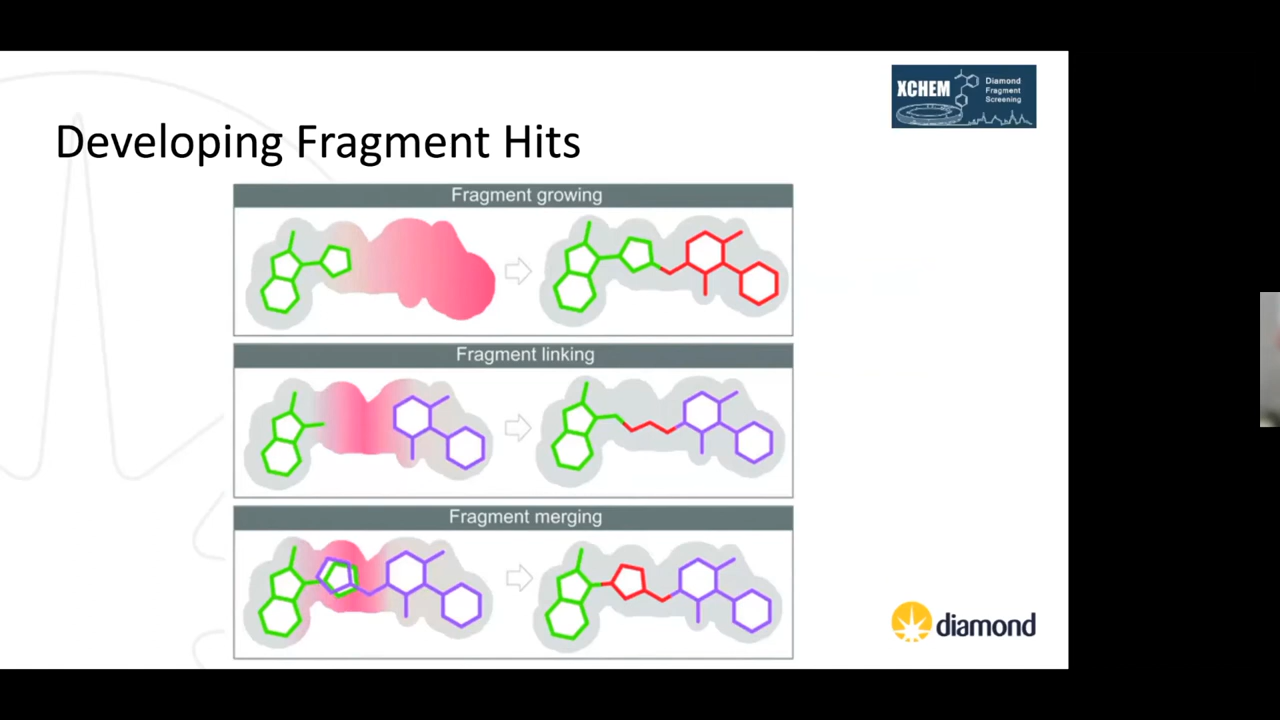 XCHEM
Diamond
Fragment
Screening
Developing Fragment Hits
Fragment growing
Fragment linking
Fragment merging
diamond